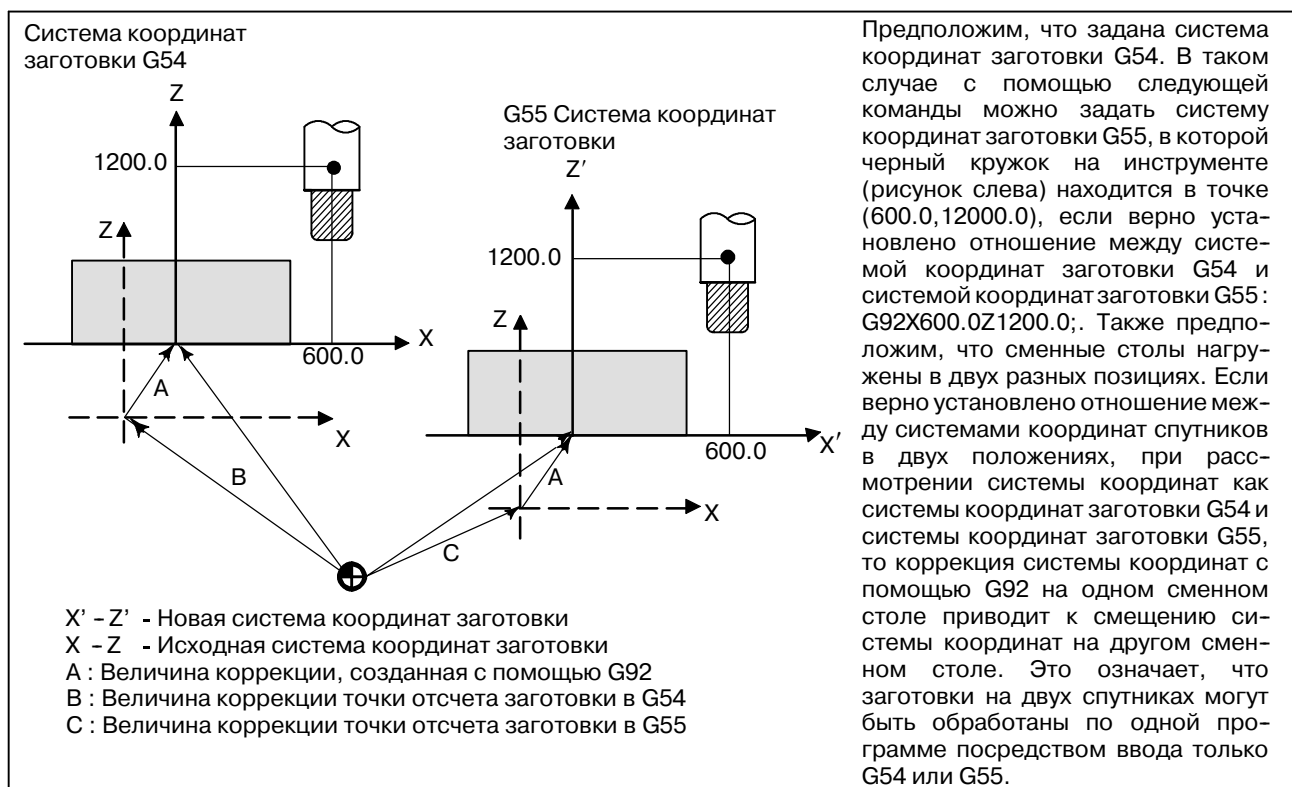 Система координат
заготовки G54
Z
1200.0
Z
X
600.0
A
X
B
G55 Система координат
заготовки
Z′
1200.0
Z
X′
600.0
A
X
C
X' - Z' - Новая система координат заготовки
X - Z - Исходная система координат заготовки
A : Величина коррекции, созданная с помощью G92
B : Величина коррекции точки отсчета заготовки в G54
C : Величина коррекции точки отсчета заготовки в G55
Предположим, что задана система
координат заготовки G54. В таком
случае с помощью следующей
команды можно задать систему
координат заготовки G55, в которой
черный кружок на инструменте
(рисунок слева) находится в точке
(600.0,12000.0), если верно уста-
новлено отношение между систе-
мой координат заготовки G54 и
системой координат заготовки G55 :
G92X600.0Z1200.0;. Также предпо-
ложим, что сменные столы нагру-
жены в двух разных позициях. Если
верно установлено отношение меж-
ду системами координат спутников
в двух положениях, при расс-
мотрении системы координат как
системы координат заготовки G54 и
системы координат заготовки G55,
то коррекция системы координат с
помощью G92 на одном сменном
столе приводит к смещению си-
стемы координат на другом смен-
ном столе. Это означает, что
заготовки на двух спутниках могут
быть обработаны по одной про-
грамме посредством ввода только
G54 или G55.